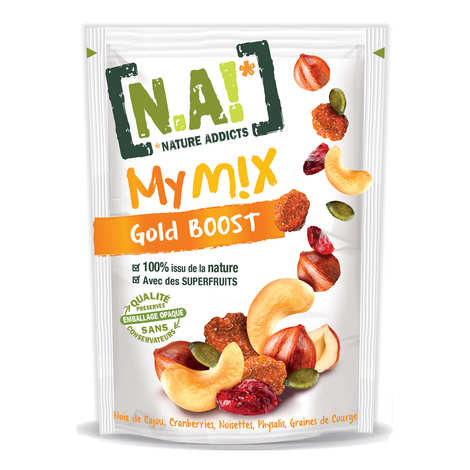 [N.A!*]
*NATURE ADDICTS
My M!X
Gold BOOST
100% issu de la nature
Avec des SUPERFRUITS
QUALITÉ
PRÉSERVÉE
EMBALLAGE OPAQUE
SANS
CONSERVATEURS
Noix de Cajou, Cranberries, Noisettes, Physalis, Graines de Courge